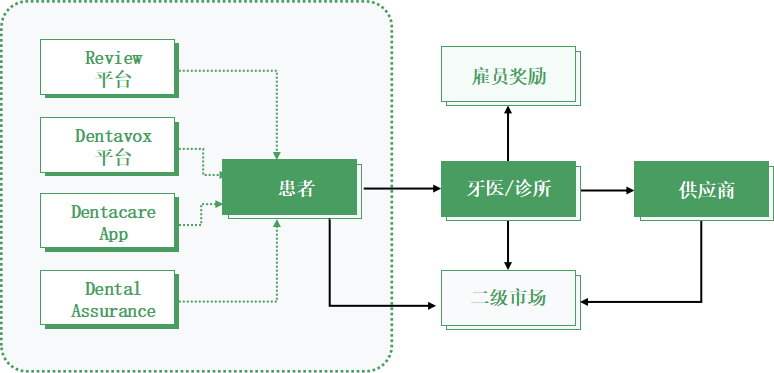 Review
平台
Dentavox
平台
Dentacare
App
Dental
Assurance
患者
雇员奖励
牙医/诊所
二级市场
供应商